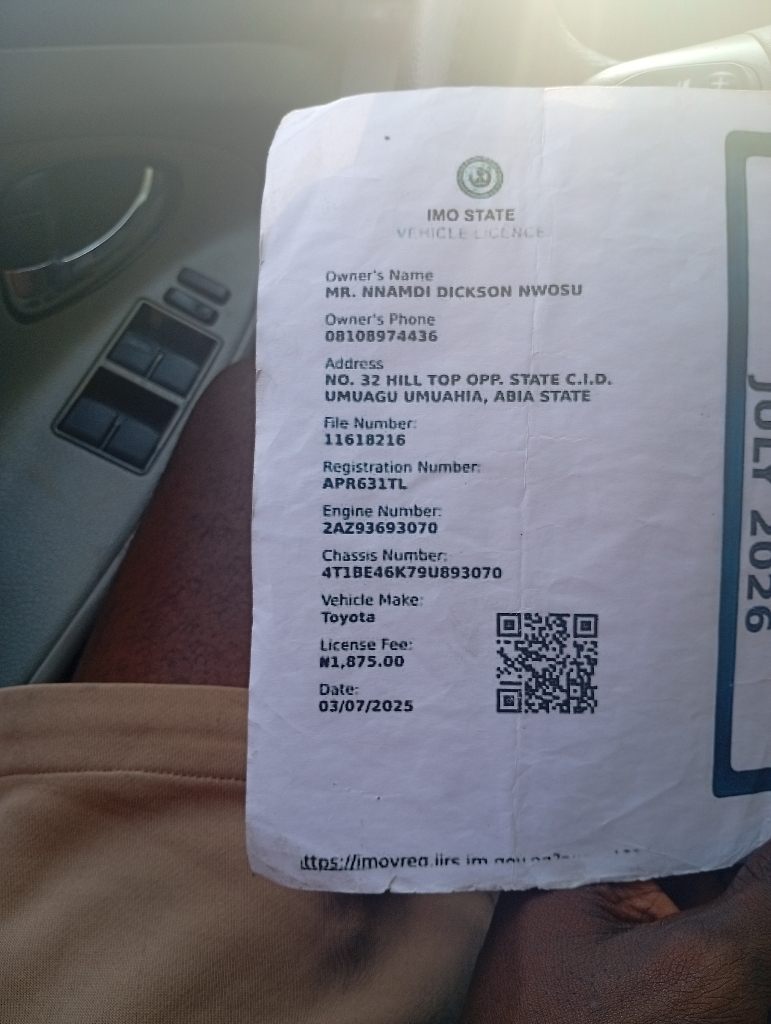 IMO STATE
VEHICLE LICENCE
Owner's Name
MR. NNAMDI DICKSON NWOSU
Owner's Phone
08108974436
Address
NO. 32 HILL TOP OPP. STATE C.I.D.
UMUAGU UMUAHIA, ABIA STATE
File Number:
11618216
Registration Number:
APR631TL
Engine Number:
2AZ93693070
Chassis Number:
4T1BE46K79U893070
Vehicle Make:
Toyota
License Fee:
₦1,875.00
Date:
03/07/2025
JULY 2026